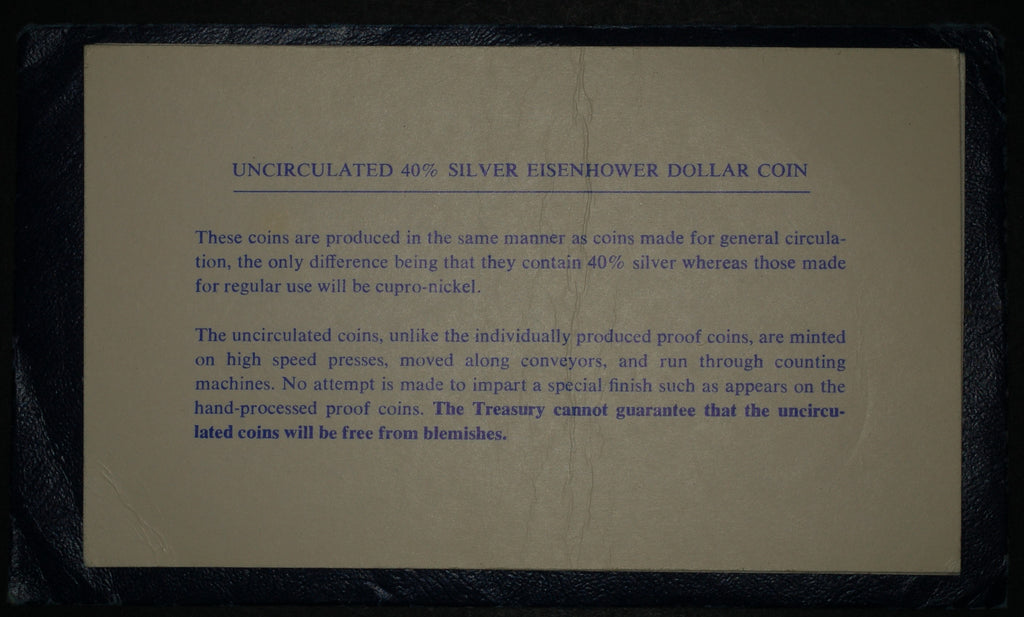 UNCIRCULATED 40% SILVER EISENHOWER DOLLAR COIN
These coins are produced in the same manner as coins made for general circula-
tion, the only difference being that they contain 40% silver whereas those made
for regular use will be cupro-nickel.
The uncirculated coins, unlike the individually produced proof coins, are minted
on high speed presses, moved along conveyors, and run through counting
machines. No attempt is made to impart a special finish such as appears on the
hand-processed proof coins. The Treasury cannot guarantee that the uncircu-
lated coins will be free from blemishes.